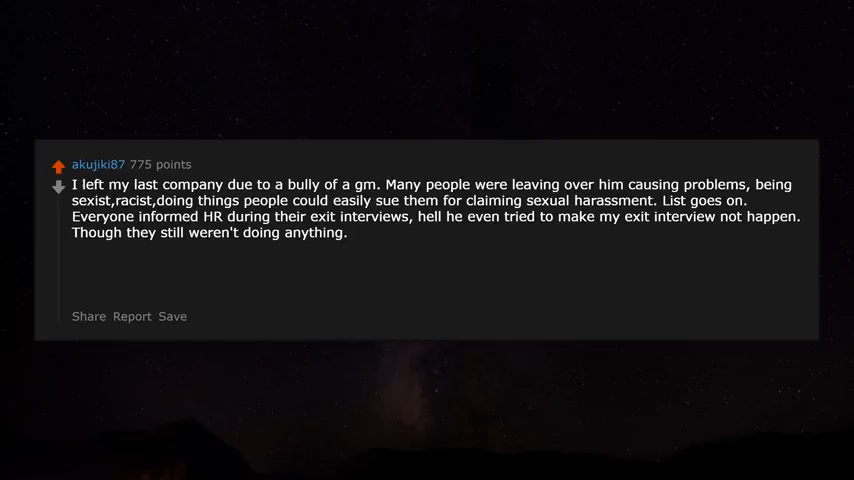 akujiki87 775 points
I left my last company due to a bully of a gm. Many people were leaving over him causing problems, being
sexist,racist,doing things people could easily sue them for claiming sexual harassment. List goes on.
Everyone informed HR during their exit interviews, hell he even tried to make my exit interview not happen.
Though they still weren't doing anything.
Share Report Save